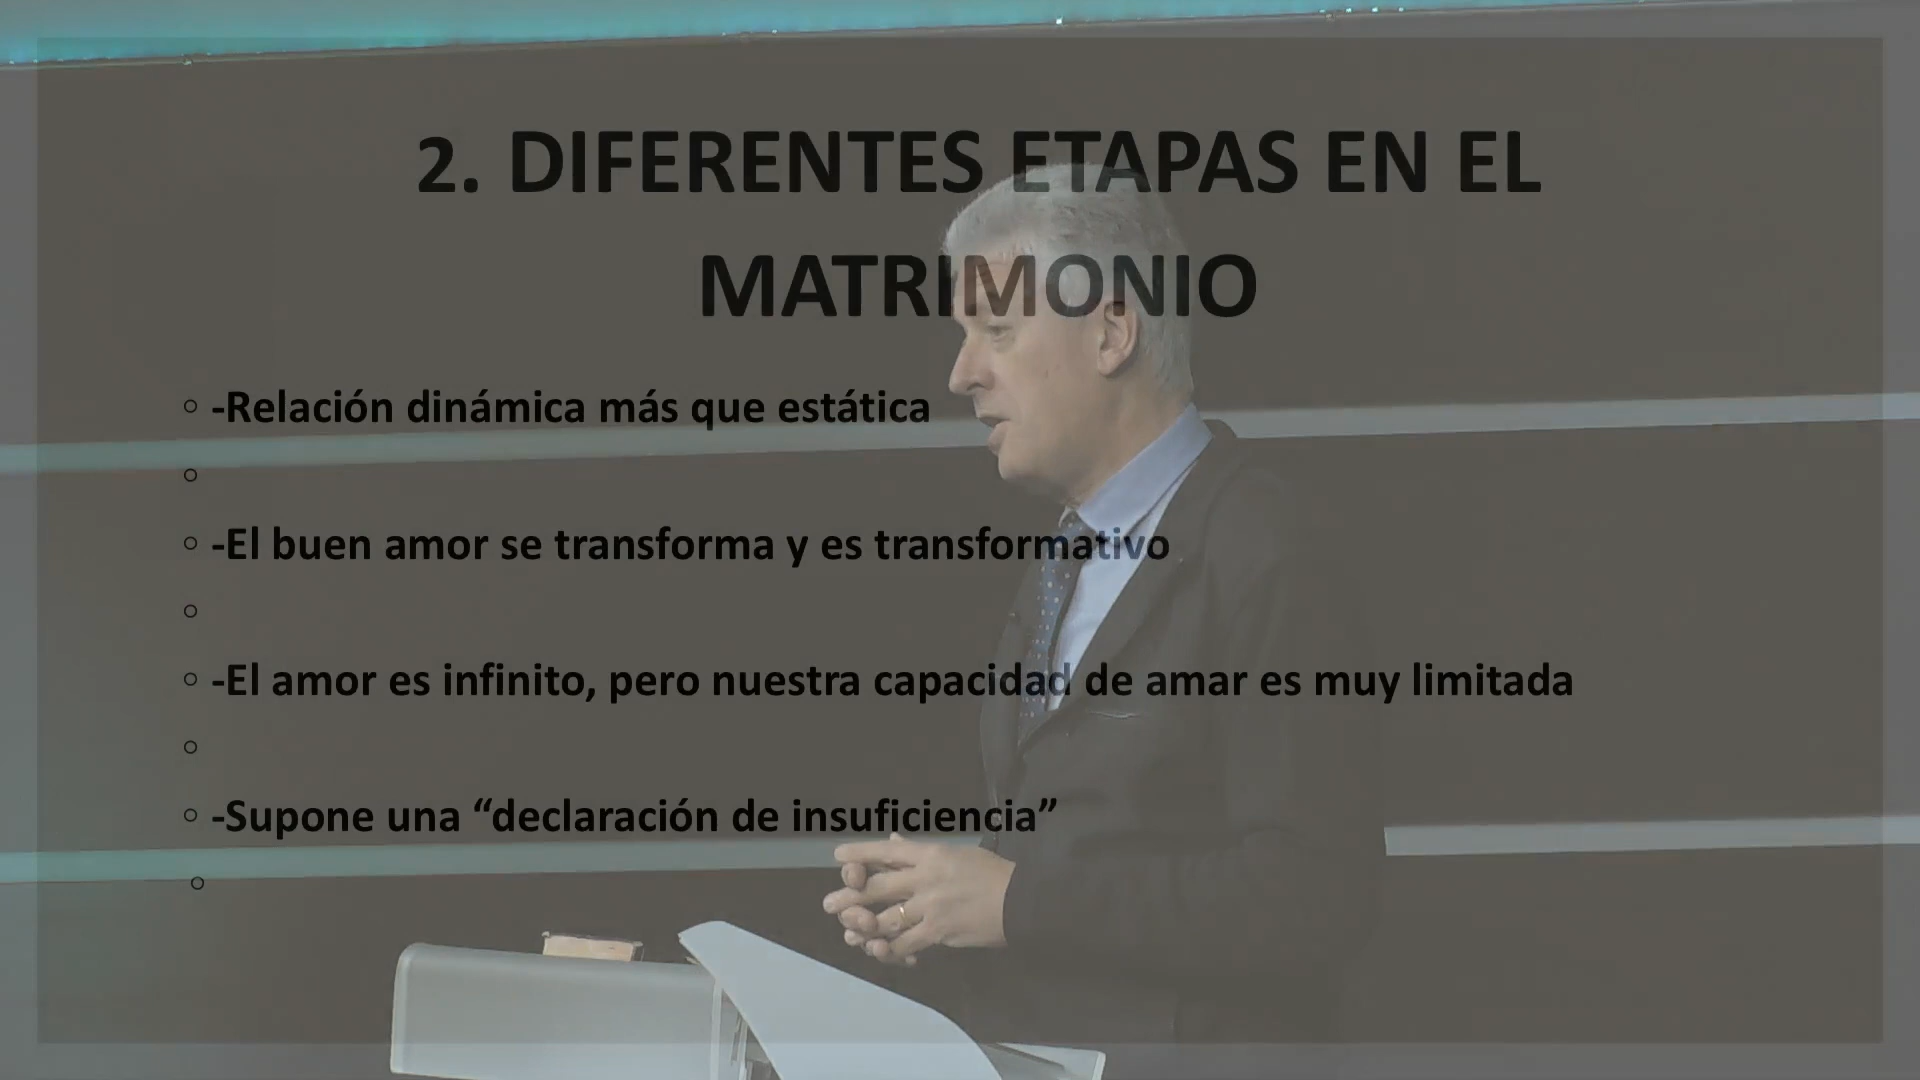 2. DIFERENTES ETAPAS EN EL
MATRIMONIO
-Relación dinámica más que estática
-El buen amor se transforma y es transformativo
-El amor es infinito, pero nuestra capacidad de amar es muy limitada
-Supone una “declaración de insuficiencia”